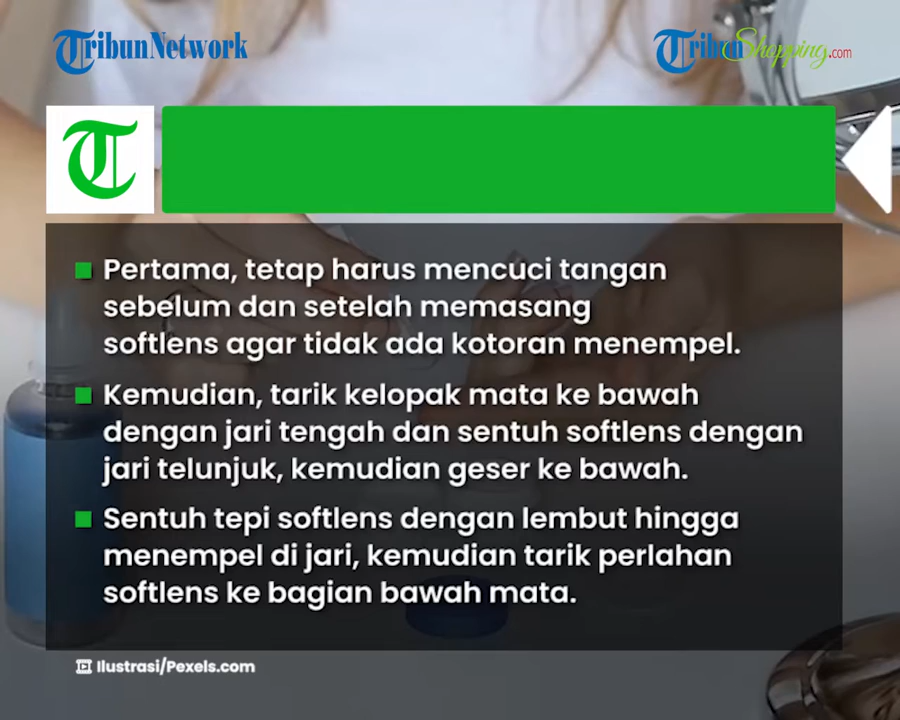 TribunNetwork
TribunShopping.com
T
Pertama, tetap harus mencuci tangan
sebelum dan setelah memasang
softlens agar tidak ada kotoran menempel.
Kemudian, tarik kelopak mata ke bawah
dengan jari tengah dan sentuh softlens dengan
jari telunjuk, kemudian geser ke bawah.
Sentuh tepi softlens dengan lembut hingga
menempel di jari, kemudian tarik perlahan
softlens ke bagian bawah mata.
Ilustrasi/Pexels.com